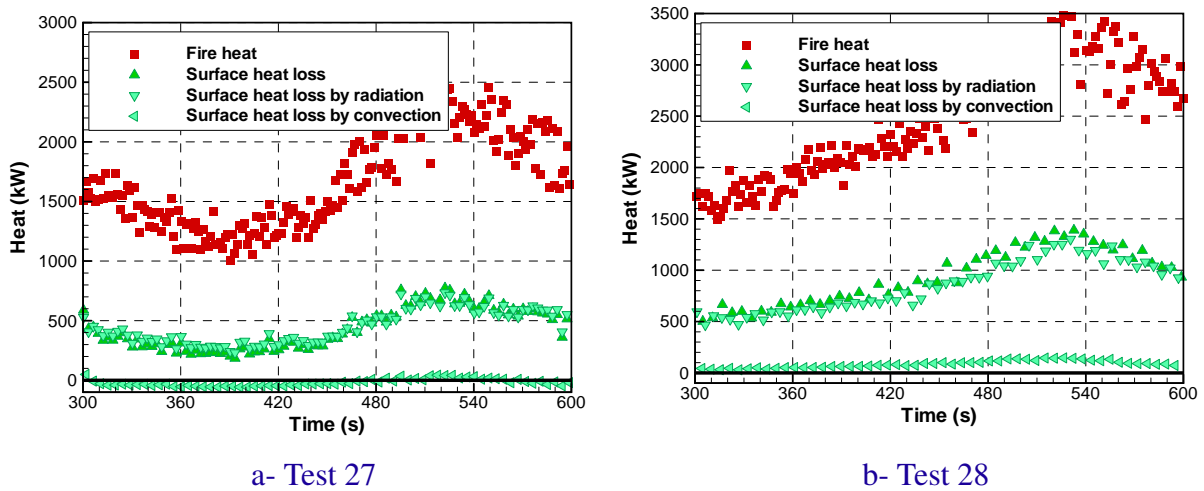 3000
2500
2000
1500
1000
500
0
Heat (kW)
Fire heat
Surface heat loss
Surface heat loss by radiation
Surface heat loss by convection
300 360 420 480 540 600
Time (s)
a- Test 27
3500
3000
2500
2000
1500
1000
500
0
Heat (kW)
Fire heat
Surface heat loss
Surface heat loss by radiation
Surface heat loss by convection
300 360 420 480 540 600
Time (s)
b- Test 28